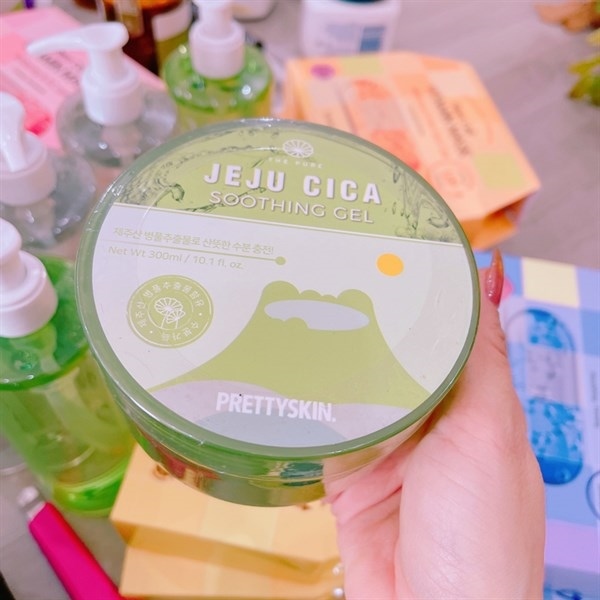 THE PURE
JEJU CICA
SOOTHING GEL
제주산 병풀추출물로 산뜻한 수분 충전!
Net Wt 300ml / 10.1 fl. oz.
PRETTYSKIN.